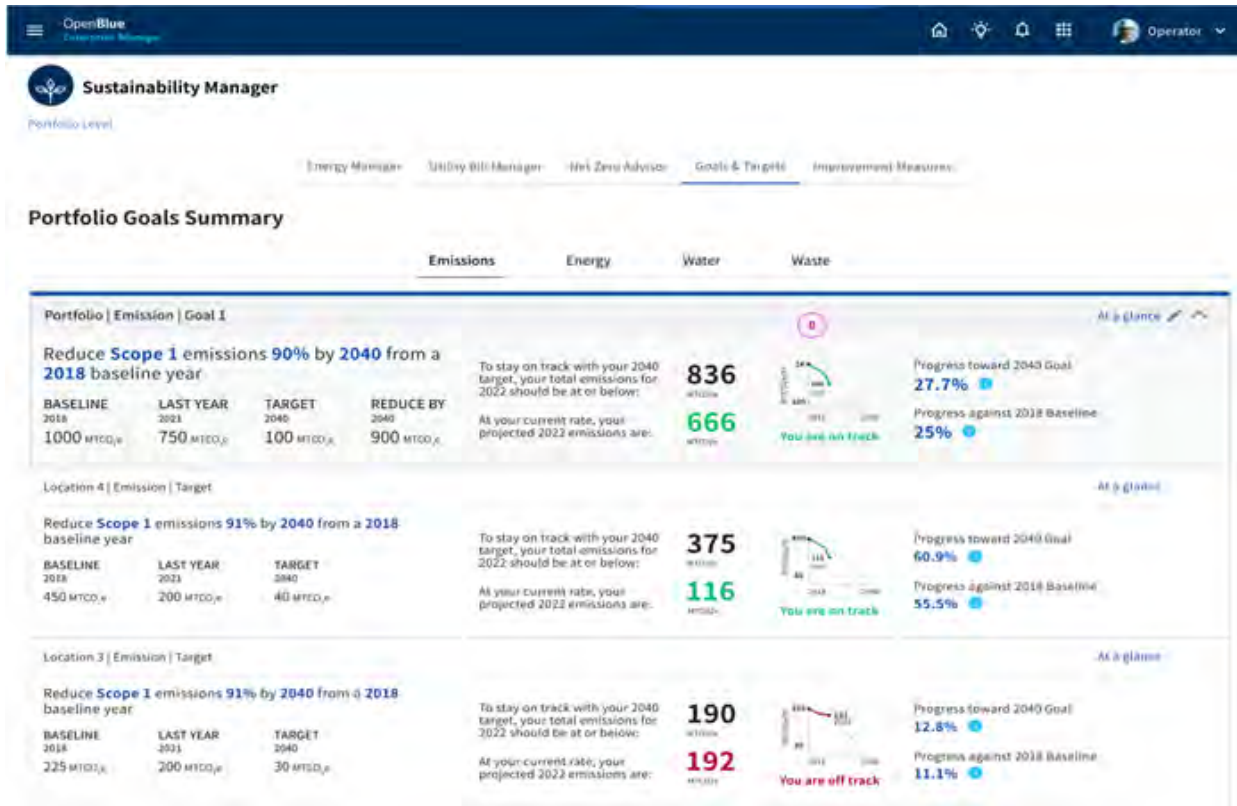 OpenBlue
Enterprise Manager
Operator
Sustainability Manager
Portfolio Level
Energy Manager Utility Bill Manager Net Zero Advisor Goals & Targets Improvement Measures
Portfolio Goals Summary
Emissions Energy Water Waste
Portfolio | Emission | Goal 1
At a glance
Reduce Scope 1 emissions 90% by 2040 from a
2018 baseline year
BASELINE LAST YEAR TARGET REDUCE BY
2018 2021 2040 2040
1000 MTCO₂e 750 MTCO₂e 100 MTCO₂e 900 MTCO₂e
To stay on track with your 2040
target, your total emissions for
2022 should be at or below:
836
At your current rate, your
projected 2022 emissions are:
666
You are on track
Progress toward 2040 Goal
27.7%
Progress against 2018 Baseline
25%
Location 4 | Emission | Target
At a glance
Reduce Scope 1 emissions 91% by 2040 from a 2018
baseline year
BASELINE LAST YEAR TARGET
2018 2021 2040
450 MTCO₂e 200 MTCO₂e 40 MTCO₂e
To stay on track with your 2040
target, your total emissions for
2022 should be at or below:
375
At your current rate, your
projected 2022 emissions are:
116
You are on track
Progress toward 2040 Goal
60.9%
Progress against 2018 Baseline
55.5%
Location 3 | Emission | Target
At a glance
Reduce Scope 1 emissions 91% by 2040 from a 2018
baseline year
BASELINE LAST YEAR TARGET
2018 2021 2040
225 MTCO₂e 200 MTCO₂e 30 MTCO₂e
To stay on track with your 2040
target, your total emissions for
2022 should be at or below:
190
At your current rate, your
projected 2022 emissions are:
192
You are off track
Progress toward 2040 Goal
12.8%
Progress against 2018 Baseline
11.1%